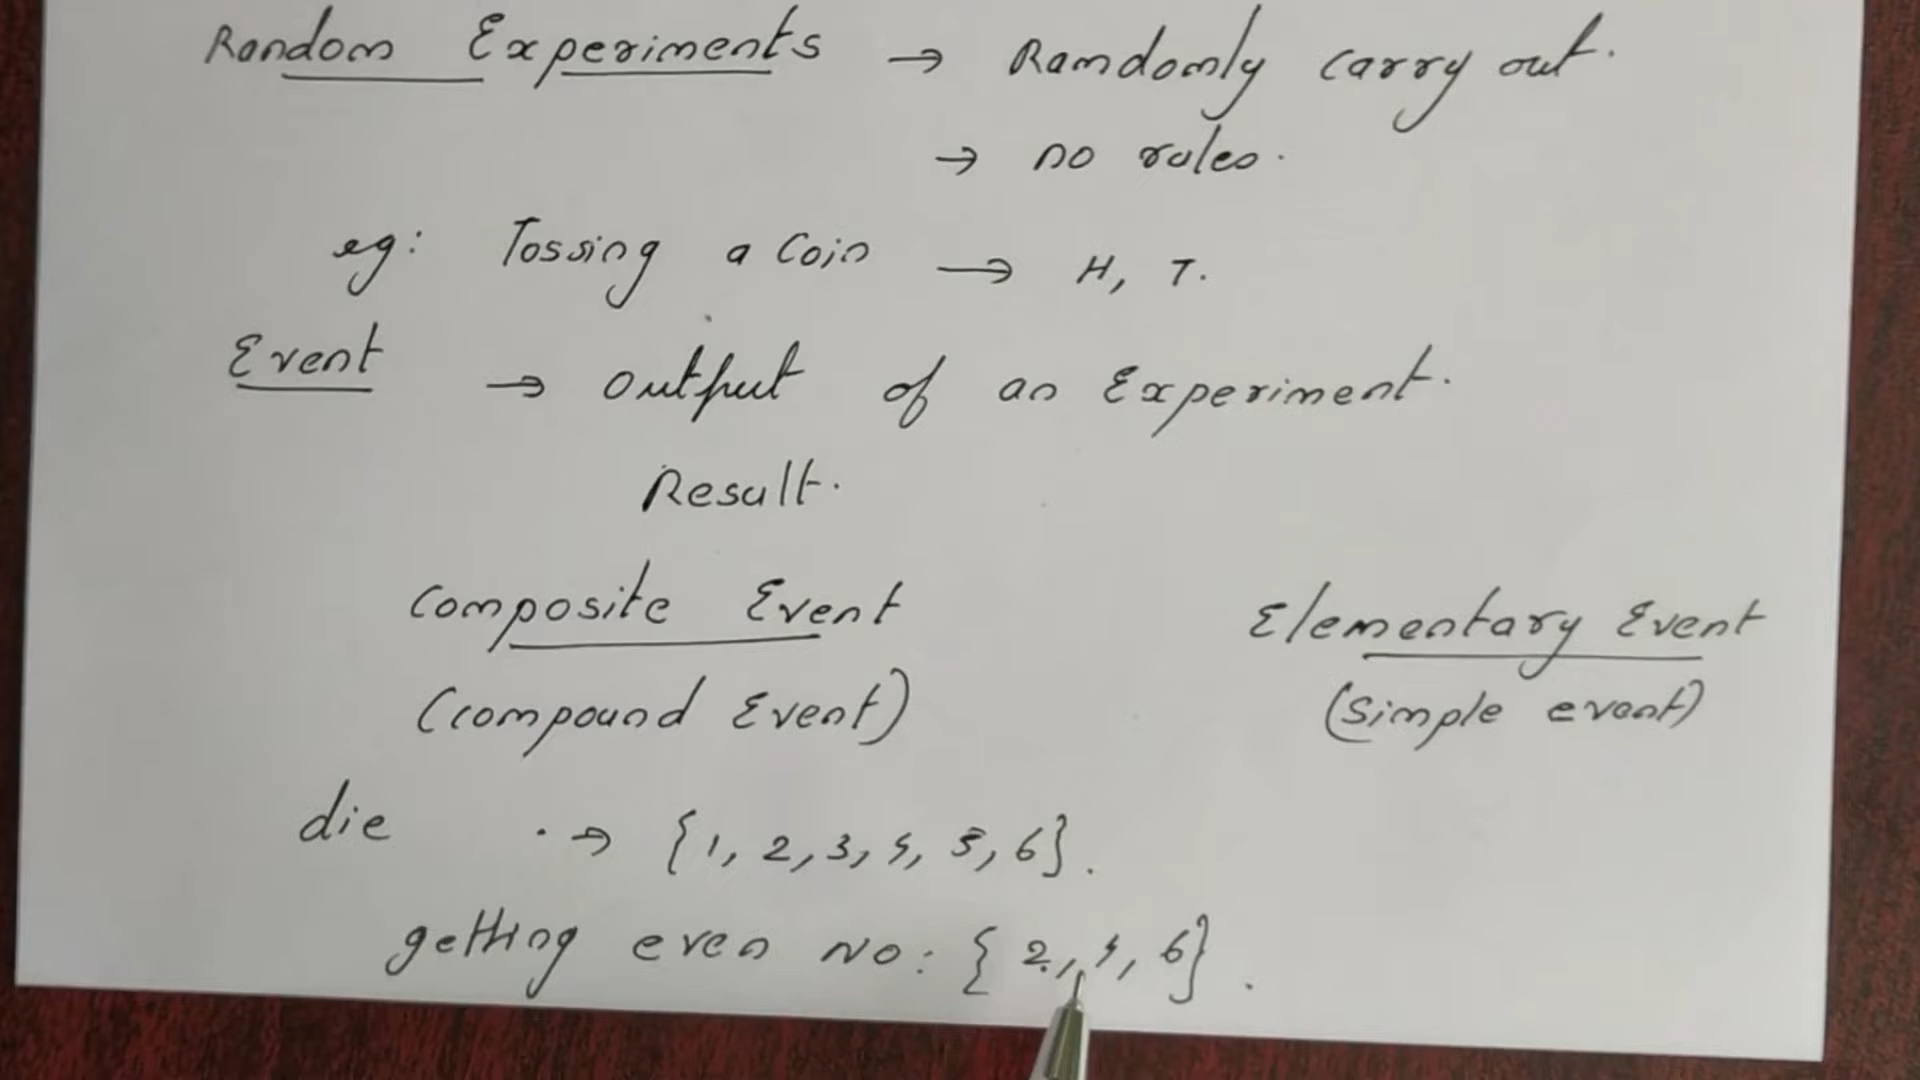 Random Experiments → Randomly carry out.
→ no rules.
eg: Tossing a Coin → H, T.
Event → output of an Experiment.
Result.
Composite Event Elementary Event
(Compound Event) (Simple event)
die → {1, 2, 3, 4, 5, 6}.
getting even No: {2, 4, 6}.